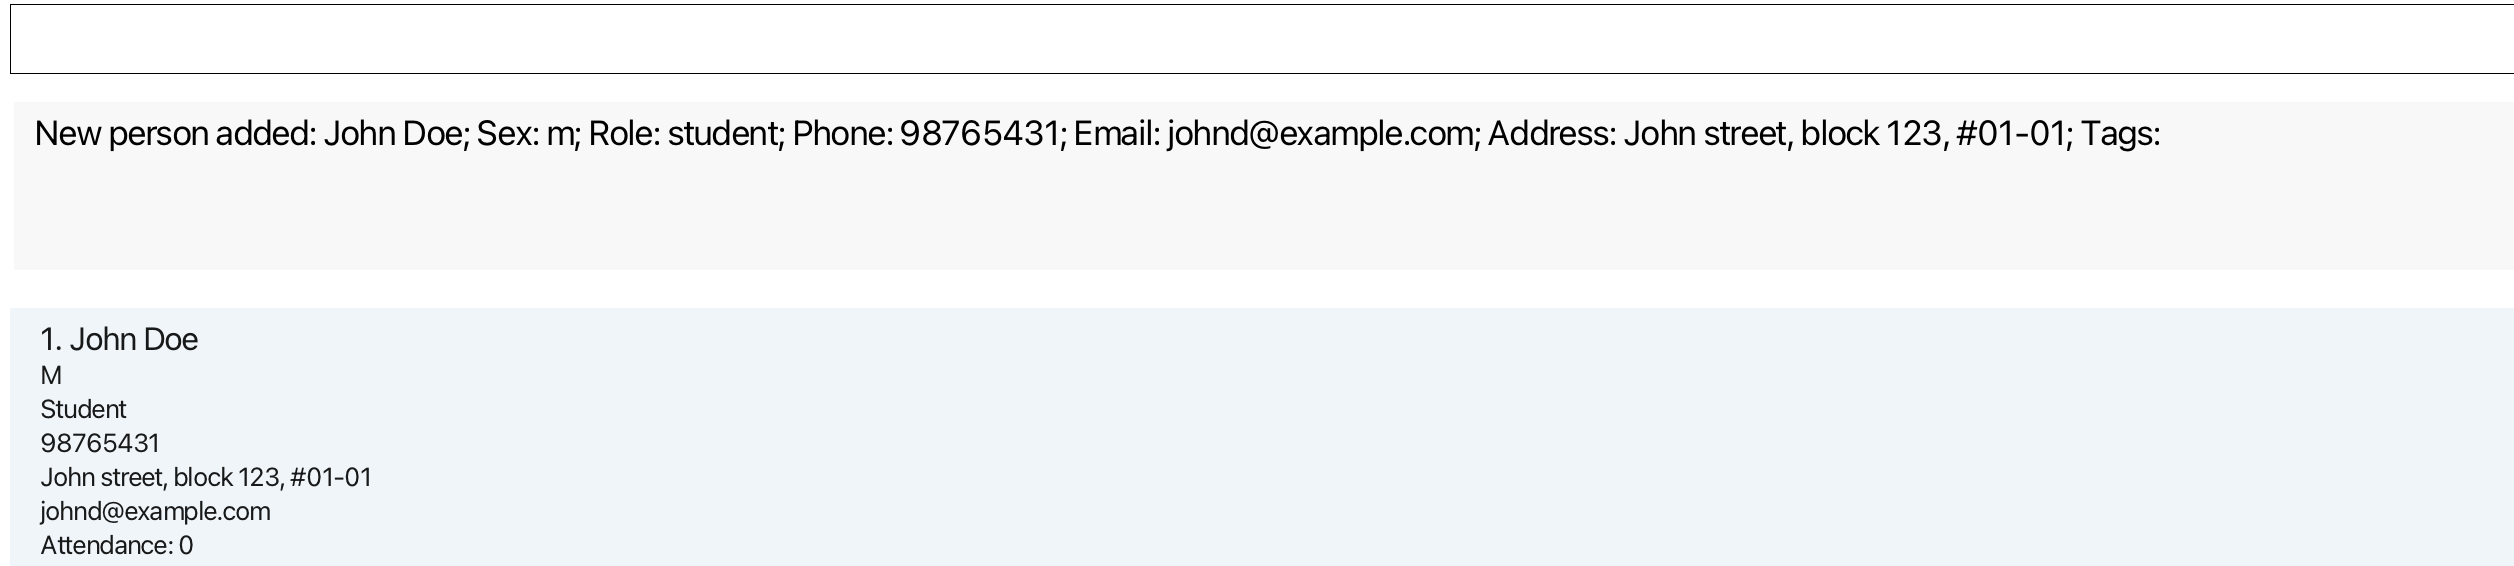 New person added: John Doe; Sex: m; Role: student; Phone: 98765431; Email: johnd@example.com; Address: John street, block 123, #01-01; Tags:
1. John Doe
M
Student
98765431
John street, block 123, #01-01
johnd@example.com
Attendance: 0